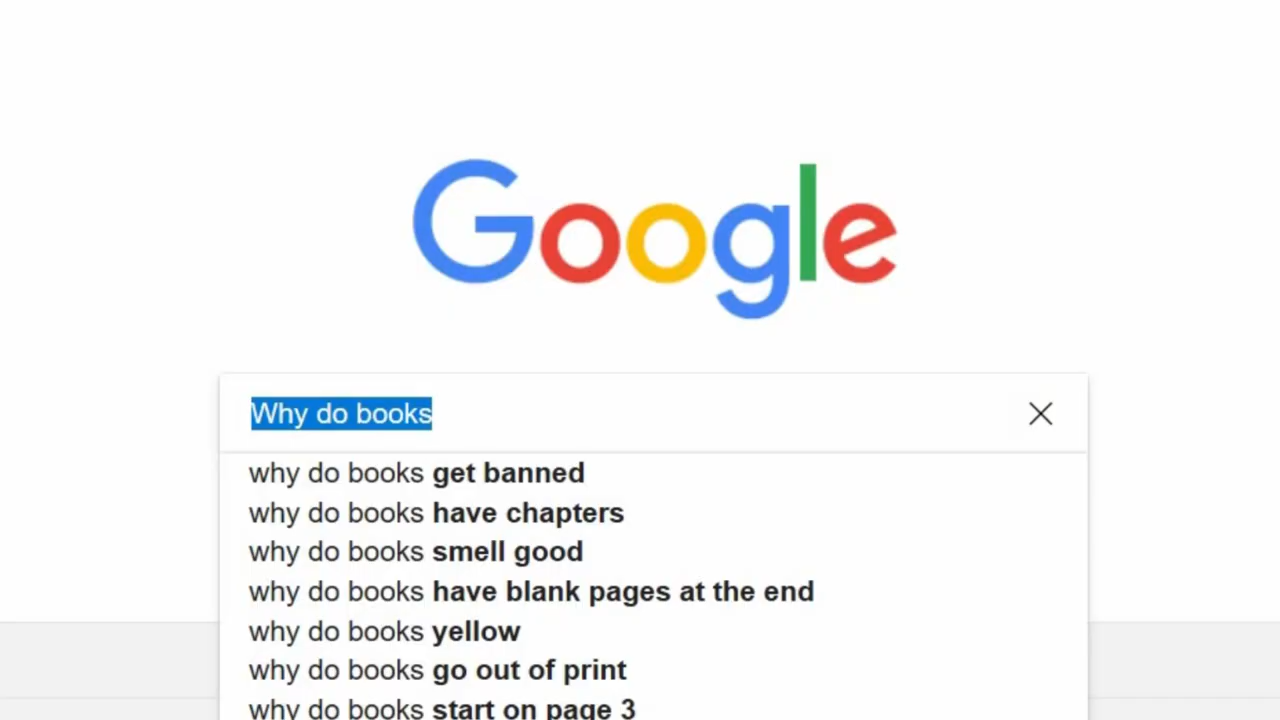 Google
Why do books
why do books get banned
why do books have chapters
why do books smell good
why do books have blank pages at the end
why do books yellow
why do books go out of print
why do books start on page 3